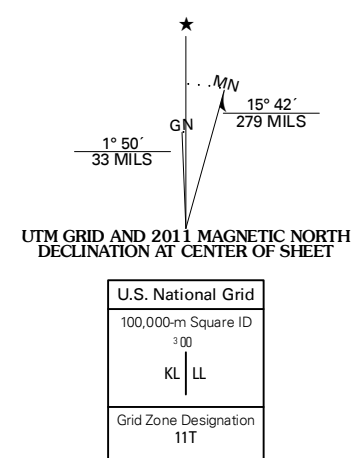 ★
MN
15° 42´
279 MILS
GN
1° 50´
33 MILS
UTM GRID AND 2011 MAGNETIC NORTH
DECLINATION AT CENTER OF SHEET
U.S. National Grid
100,000-m Square ID
³00
KL LL
Grid Zone Designation
11T